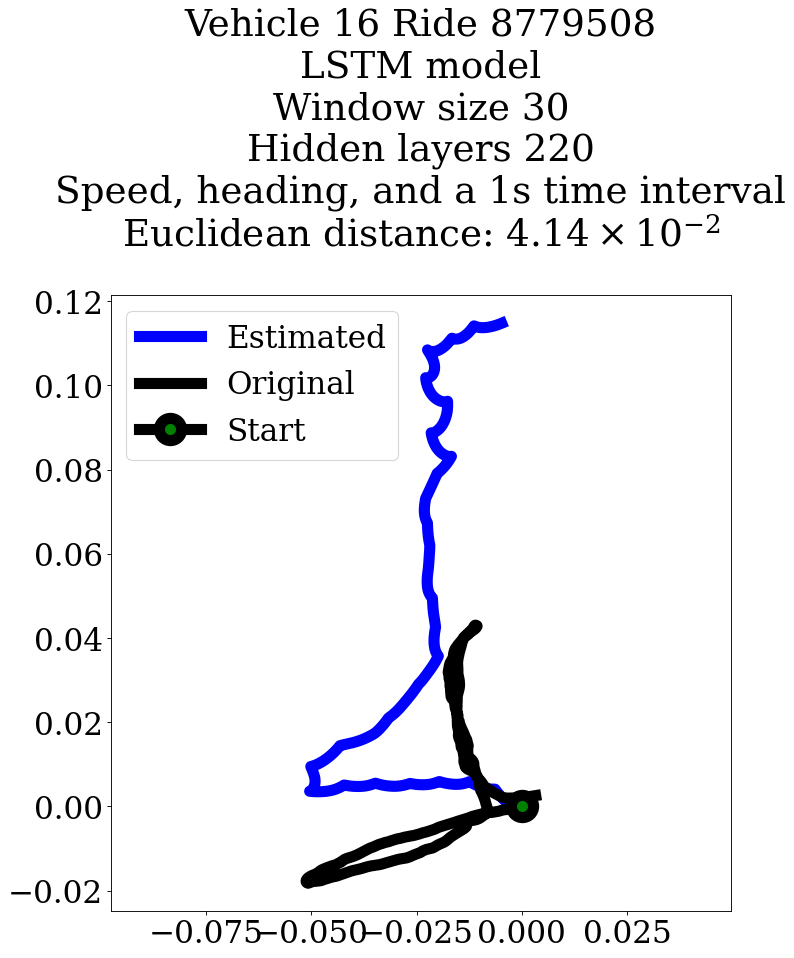 Vehicle 16 Ride 8779508
LSTM model
Window size 30
Hidden layers 220
Speed, heading, and a 1s time interval
Euclidean distance: 4.14 × 10⁻²
0.12
0.10
0.08
0.06
0.04
0.02
0.00
−0.02
Estimated
Original
Start
−0.075 −0.050 −0.025 0.000 0.025